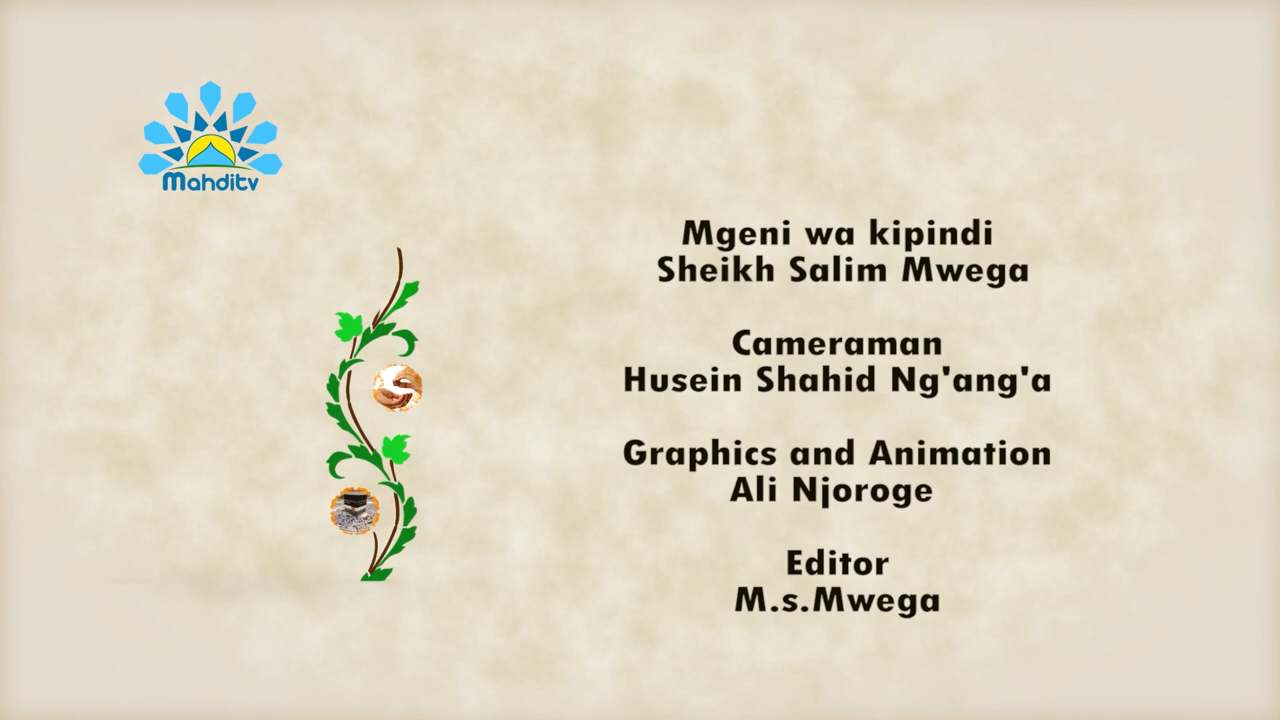 Mahditv
Mgeni wa kipindi
Sheikh Salim Mwega
Cameraman
Husein Shahid Ng'ang'a
Graphics and Animation
Ali Njoroge
Editor
M.s.Mwega